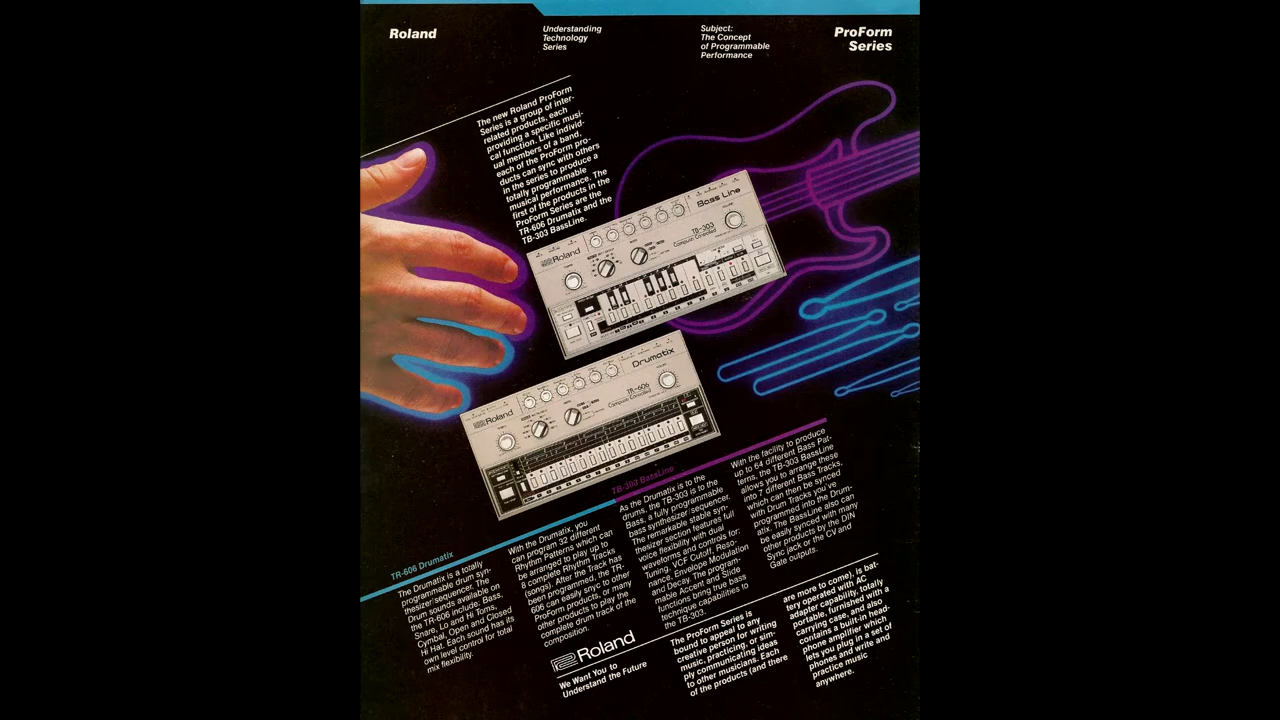 Roland
Understanding
Technology
Series
Subject:
The Concept
of Programmable
Performance
ProForm
Series
The new Roland ProForm
Series is a group of inter-
related products, each
providing a specific musi-
cal function. Like individ-
ual members of a band,
each of the ProForm pro-
ducts can sync with others
in the series to produce a
totally programmable
musical performance. The
first of the products in the
ProForm Series are the
TR-606 Drumatix and the
TB-303 BassLine.
Bass Line
Roland
TB-303
Computer Controlled
Drumatix
Roland
TR-606
Computer Controlled
TR-606 Drumatix
The Drumatix is a totally
programmable drum syn-
thesizer-sequencer. The
Drum sounds available on
the TR-606 include: Bass,
Snare, Lo and Hi Toms,
Cymbal, Open and Closed
Hi Hat. Each sound has its
own level control for total
mix flexibility.
With the Drumatix, you
can program 32 different
Rhythm Patterns which can
be arranged to play up to
8 complete Rhythm Tracks
(songs). After the Track has
been programmed, the TR-
606 can easily snyc to other
ProForm products, or many
other products to play the
complete drum track of the
composition.
TB-303 BassLine
As the Drumatix is to the
drums, the TB-303 is to the
Bass, a fully programmable
bass synthesizer sequencer.
The remarkable stable syn-
thesizer section features full
voice flexibility with dual
waveforms and controls for:
Tuning, VCF Cutoff, Reso-
nance, Envelope Modulation
and Decay. The program-
mable Accent and Slide
functions bring true bass
technique capabilities to
the TB-303.
With the facility to produce
up to 64 different Bass Pat-
terns, the TB-303 BassLine
allows you to arrange these
into 7 different Bass Tracks,
which can then be synced
with Drum Tracks you've
programmed into the Drum-
atix. The BassLine also can
be easily synced with many
other products by the DIN
Sync jack or the CV and
Gate outputs.
Roland
We Want You to
Understand the Future
The ProForm Series is
bound to appeal to any
creative person for writing
music, practicing, or sim-
ply communicating ideas
to other musicians. Each
of the products (and there
are more to come), is bat-
tery operated with AC
adapter capability, totally
portable, furnished with a
carrying case, and also
contains a built-in head-
phone amplifier which
lets you plug in a set of
phones and write and
practice music
anywhere.